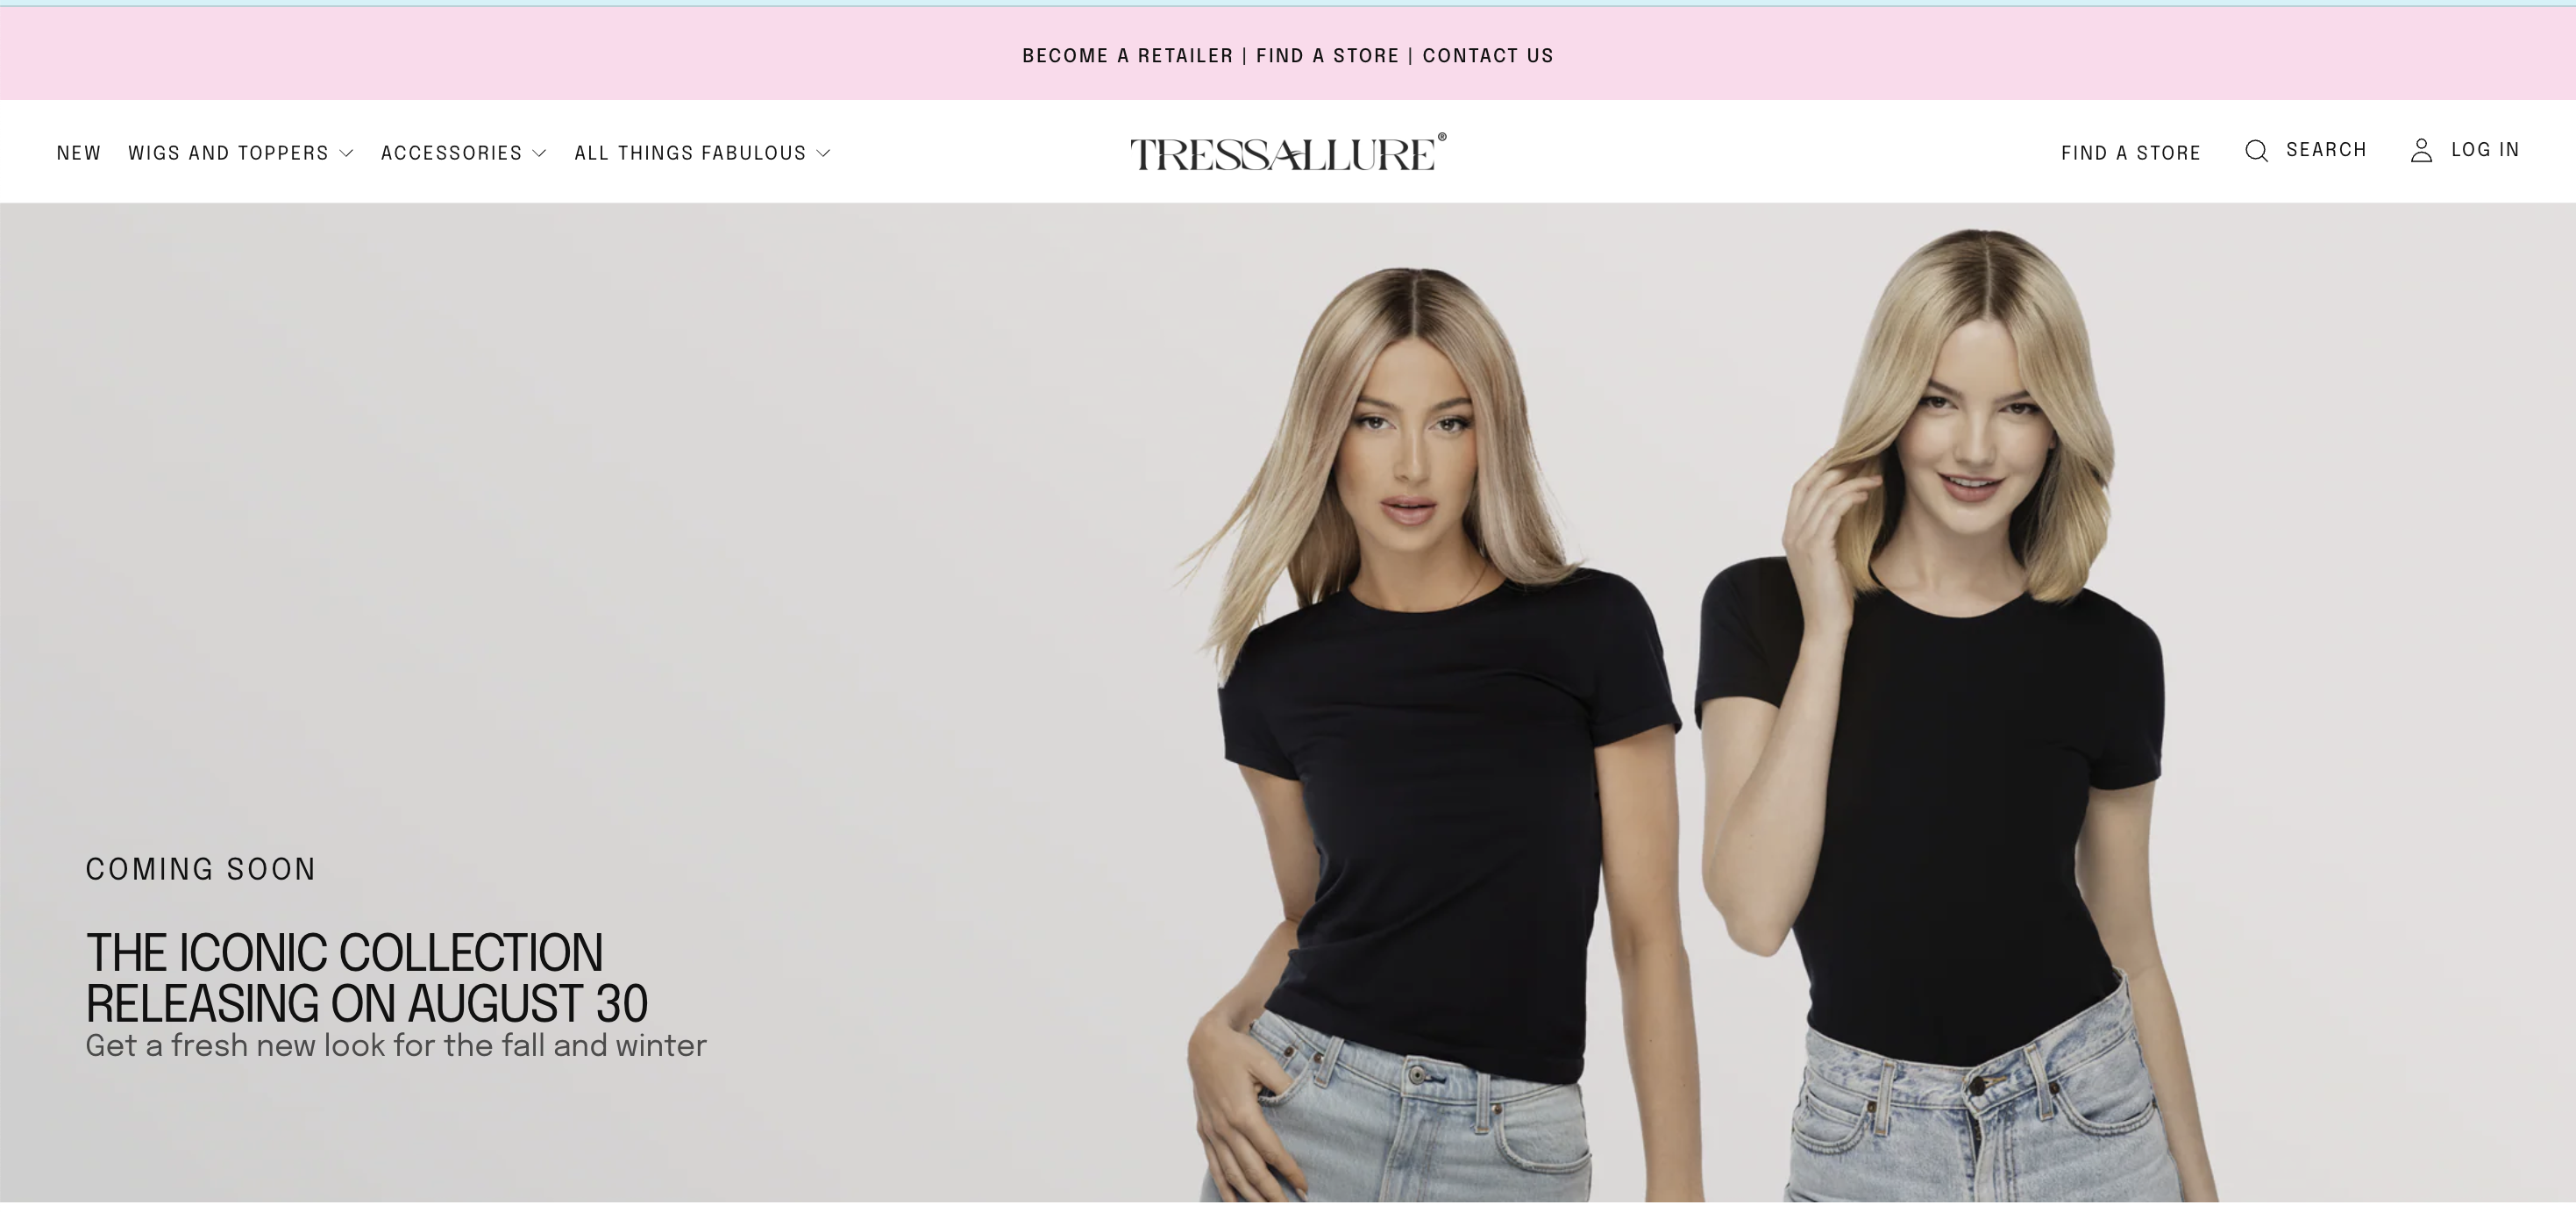 BECOME A RETAILER | FIND A STORE | CONTACT US
NEW WIGS AND TOPPERS ACCESSORIES ALL THINGS FABULOUS TRESSALLURE® FIND A STORE SEARCH LOG IN
COMING SOON
THE ICONIC COLLECTION
RELEASING ON AUGUST 30
Get a fresh new look for the fall and winter